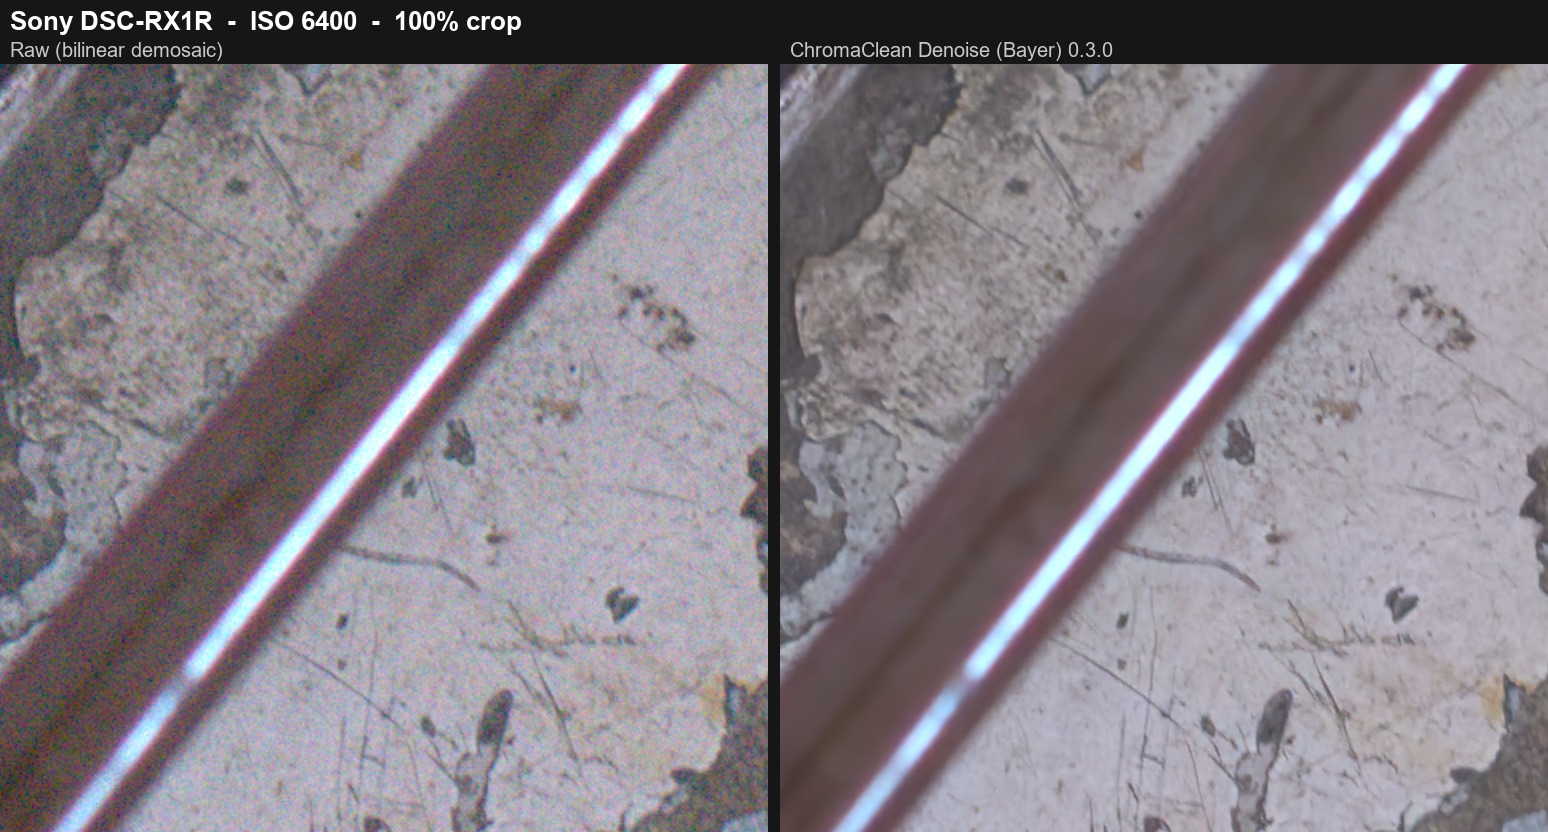 Sony DSC-RX1R - ISO 6400 - 100% crop
Raw (bilinear demosaic)
ChromaClean Denoise (Bayer) 0.3.0